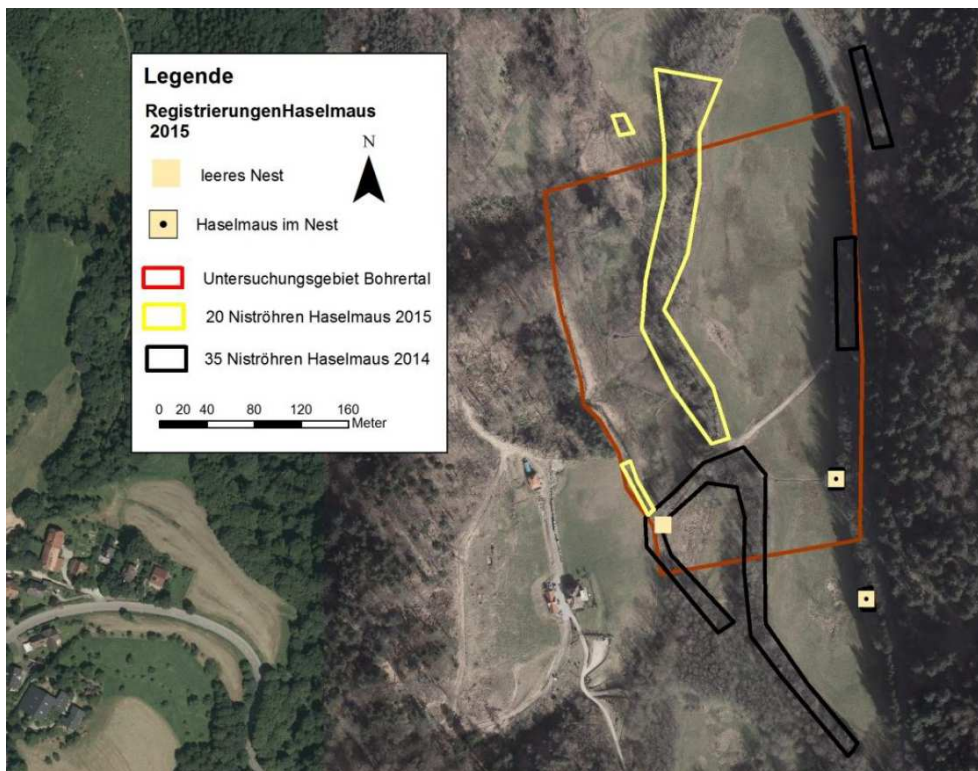 Legende
RegistrierungenHaselmaus
2015
N
leeres Nest
Haselmaus im Nest
Untersuchungsgebiet Bohrertal
20 Niströhren Haselmaus 2015
35 Niströhren Haselmaus 2014
0 20 40 80 120 160
Meter